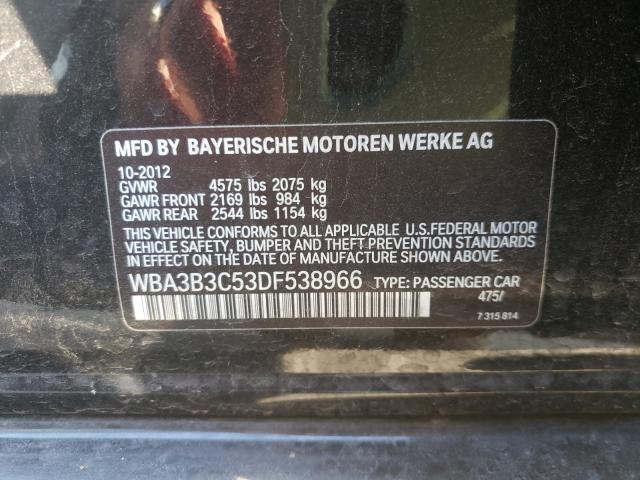 MFD BY BAYERISCHE MOTOREN WERKE AG
10-2012
GVWR 4575 lbs 2075 kg
GAWR FRONT 2169 lbs 984 kg
GAWR REAR 2544 lbs 1154 kg
THIS VEHICLE CONFORMS TO ALL APPLICABLE U.S.FEDERAL MOTOR
VEHICLE SAFETY, BUMPER AND THEFT PREVENTION STANDARDS
IN EFFECT ON THE DATE OF MANUFACTURE SHOWN ABOVE.
WBA3B3C53DF538966 TYPE: PASSENGER CAR
475/
7 315 814